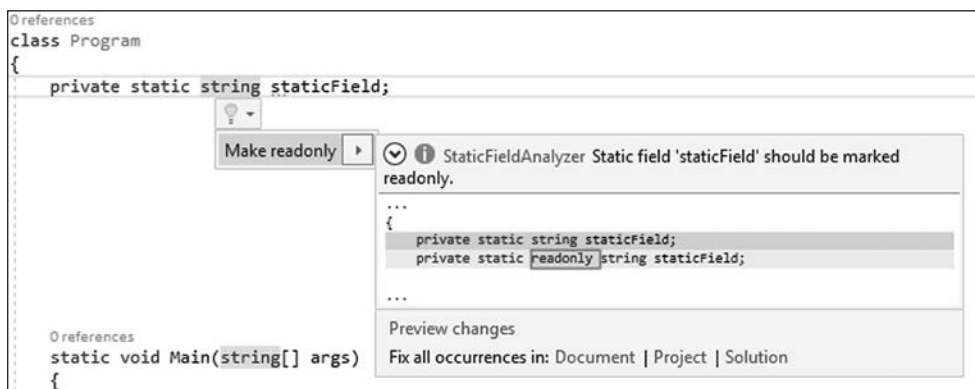 0 references
class Program
{
private static string staticField;
Make readonly
StaticFieldAnalyzer Static field 'staticField' should be marked
readonly.
...
{
private static string staticField;
private static readonly string staticField;
...
Preview changes
Fix all occurrences in: Document | Project | Solution
0 references
static void Main(string[] args)
{